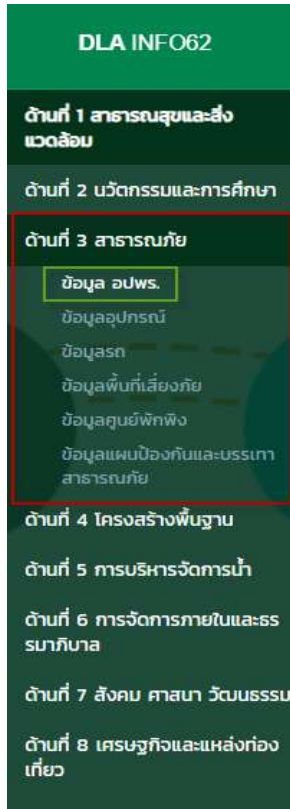 DLA INFO62
ด้านที่ 1 สาธารณสุขและสิ่ง
แวดล้อม
ด้านที่ 2 นวัตกรรมและการศึกษา
ด้านที่ 3 สาธารณภัย
ข้อมูล อปพร.
ข้อมูลอุปกรณ์
ข้อมูลรถ
ข้อมูลพื้นที่เสี่ยงภัย
ข้อมูลศูนย์พักพิง
ข้อมูลแผนป้องกันและบรรเทา
สาธารณภัย
ด้านที่ 4 โครงสร้างพื้นฐาน
ด้านที่ 5 การบริหารจัดการน้ำ
ด้านที่ 6 การจัดการภายในและธร
รมาภิบาล
ด้านที่ 7 สังคม ศาสนา วัฒนธรรม
ด้านที่ 8 เศรษฐกิจและแหล่งท่อง
เที่ยว